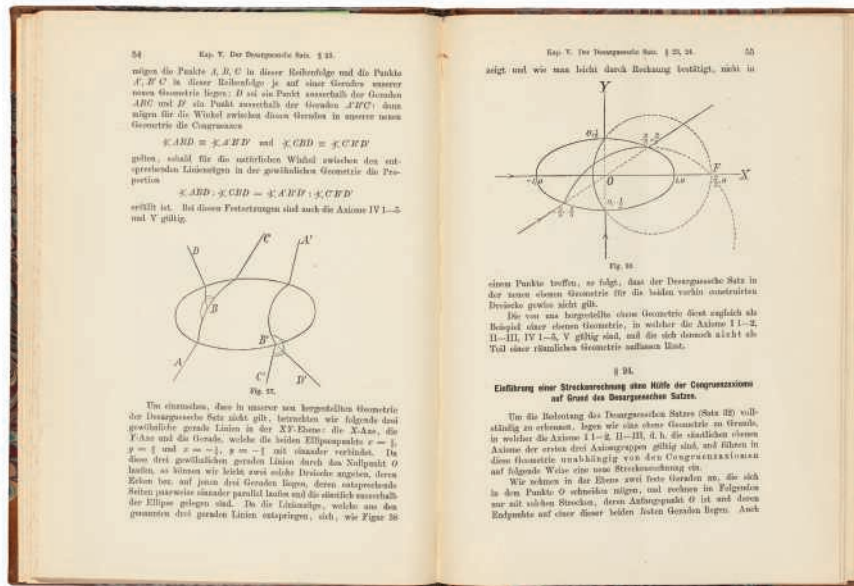 54 Kap. V. Der Desarguessche Satz. § 23.
mögen die Punkte A, B, C in dieser Reihenfolge und die Punkte
A', B' C' in dieser Reihenfolge je auf einer Geraden unserer
neuen Geometrie liegen; D sei ein Punkt ausserhalb der Geraden
ABC und D' ein Punkt ausserhalb der Geraden A'B'C': dann
mögen für die Winkel zwischen diesen Geraden in unserer neuen
Geometrie die Congruenzen
∢ ABD ≡ ∢ A'B'D' und ∢ CBD ≡ ∢ C'B'D'
gelten, sobald für die natürlichen Winkel zwischen den ent-
sprechenden Linienzügen in der gewöhnlichen Geometrie die Pro-
portion
∢ ABD : ∢ CBD = ∢ A'B'D' : ∢ C'B'D'
erfüllt ist. Bei diesen Festsetzungen sind auch die Axiome IV 1—5
und V gültig.
D
C
A'
B
B'
A
C'
D'
Fig. 37.
Um einzusehen, dass in unserer neu hergestellten Geometrie
der Desarguessche Satz nicht gilt, betrachten wir folgende drei
gewöhnliche gerade Linien in der XY-Ebene: die X-Axe, die
Y-Axe und die Gerade, welche die beiden Ellipsenpunkte
mit einander verbindet. Da
diese drei gewöhnlichen geraden Linien durch das Nullpunkt O
laufen, so können wir leicht zwei solche Dreiecke angeben, deren
Ecken bez. auf jenen drei Geraden liegen, deren entsprechende
Seiten paarweise einander parallel laufen und die sämtlich ausserhalb
der Ellipse gelegen sind. Da die Linienzüge, welche aus den
genannten drei geraden Linien entspringen, sich, wie Figur 38
Kap. V. Der Desarguessche Satz. § 23, 24. 55
zeigt und wie man leicht durch Rechnung bestätigt, nicht in
Y
F
X
O
Fig. 38.
einem Punkte treffen, so folgt, dass der Desarguessche Satz in
der neuen ebenen Geometrie für die beiden vorhin construirten
Dreiecke gewiss nicht gilt.
Die von uns hergestellte ebene Geometrie dient zugleich als
Beispiel einer ebenen Geometrie, in welcher die Axiome I 1—2,
II—III, IV 1—5, V gültig sind, und die sich dennoch nicht als
Teil einer räumlichen Geometrie auffassen lässt.
§ 24.
Einführung einer Streckenrechnung ohne Hülfe der Congruenzaxiome
auf Grund des Desarguesschen Satzes.
Um die Bedeutung des Desarguesschen Satzes (Satz 32) voll-
ständig zu erkennen, legen wir eine ebene Geometrie zu Grunde,
in welcher die Axiome I 1—2, II—III, d. h. die sämtlichen ebenen
Axiome der ersten drei Axiomgruppen gültig sind, und führen in
diese Geometrie unabhängig von den Congruenzaxiomen
auf folgende Weise eine neue Streckenrechnung ein.
Wir nehmen in der Ebene zwei feste Geraden an, die sich
in dem Punkte O schneiden mögen, und rechnen im Folgenden
nur mit solchen Strecken, deren Anfangspunkt O ist und deren
Endpunkte auf einer dieser beiden festen Geraden liegen. Auch